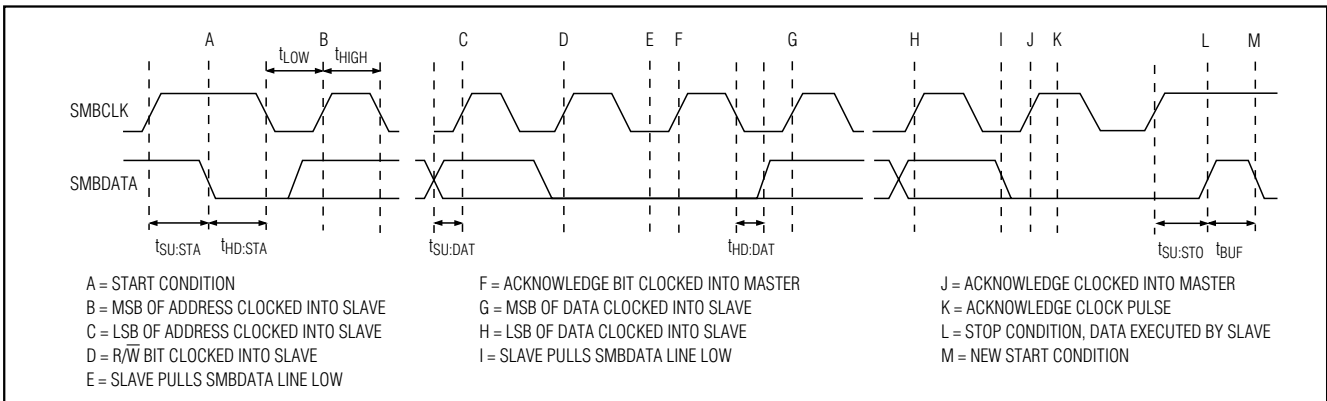 A tLOW B tHIGH C D E F G H I J K L M
SMBCLK
SMBDATA
tSU:STA tHD:STA tSU:DAT tHD:DAT tSU:STO tBUF
A = START CONDITION
B = MSB OF ADDRESS CLOCKED INTO SLAVE
C = LSB OF ADDRESS CLOCKED INTO SLAVE
D = R/W̅ BIT CLOCKED INTO SLAVE
E = SLAVE PULLS SMBDATA LINE LOW
F = ACKNOWLEDGE BIT CLOCKED INTO MASTER
G = MSB OF DATA CLOCKED INTO SLAVE
H = LSB OF DATA CLOCKED INTO SLAVE
I = SLAVE PULLS SMBDATA LINE LOW
J = ACKNOWLEDGE CLOCKED INTO MASTER
K = ACKNOWLEDGE CLOCK PULSE
L = STOP CONDITION, DATA EXECUTED BY SLAVE
M = NEW START CONDITION